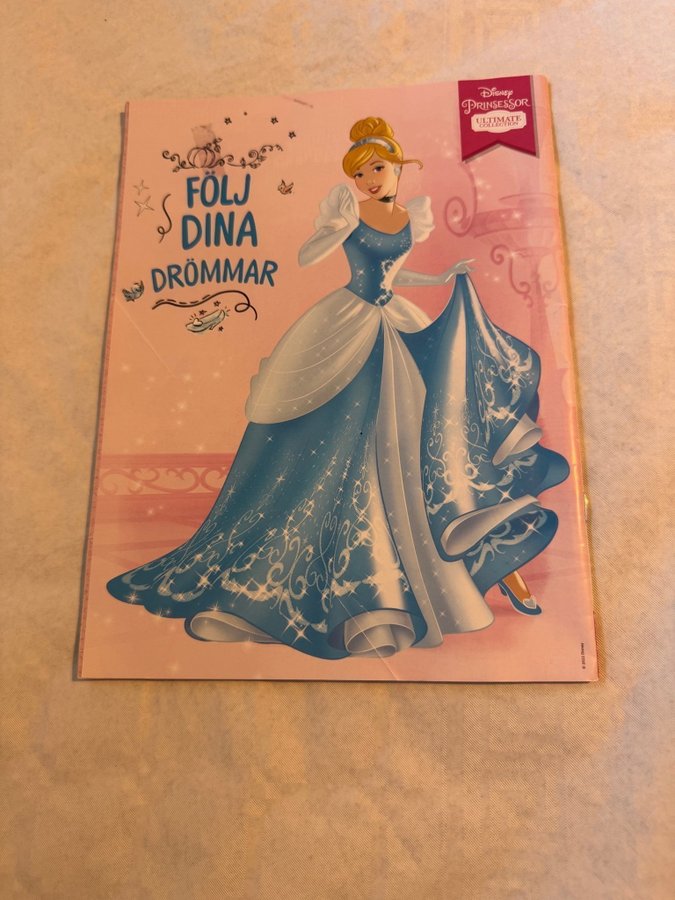 Disney
PRINSESSOR
ULTIMATE
COLLECTION
FÖLJ
DINA
DRÖMMAR